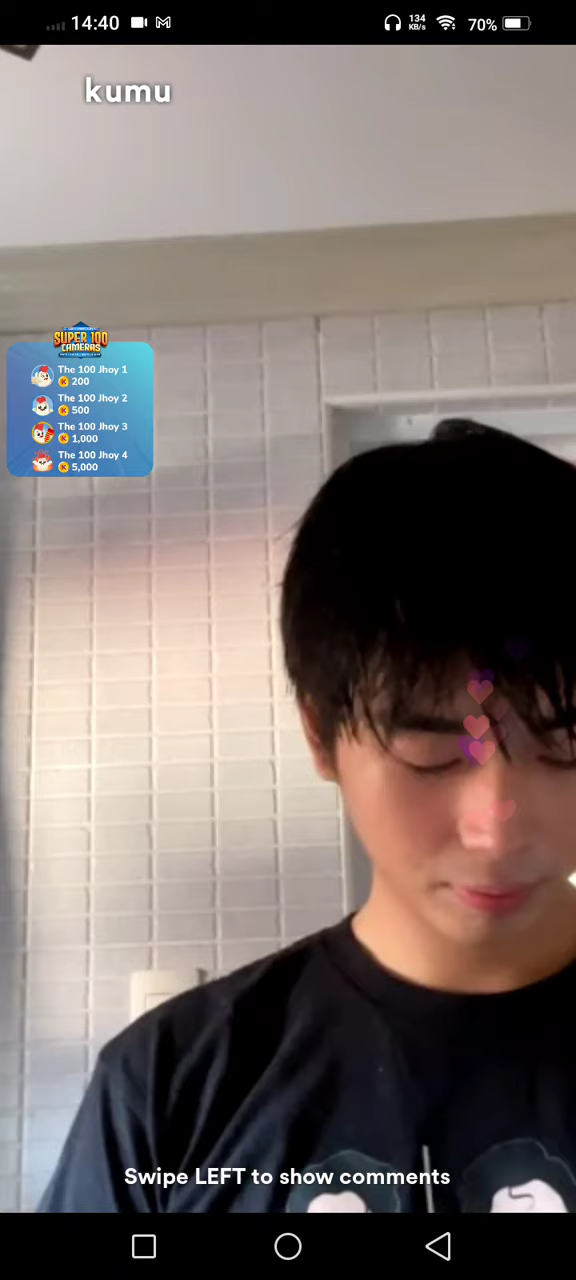 14:40
134
KB/s
70%
kumu
SUPER 100
CAMERAS
The 100 Jhoy 1
K 200
The 100 Jhoy 2
K 500
The 100 Jhoy 3
K 1,000
The 100 Jhoy 4
K 5,000
Swipe LEFT to show comments